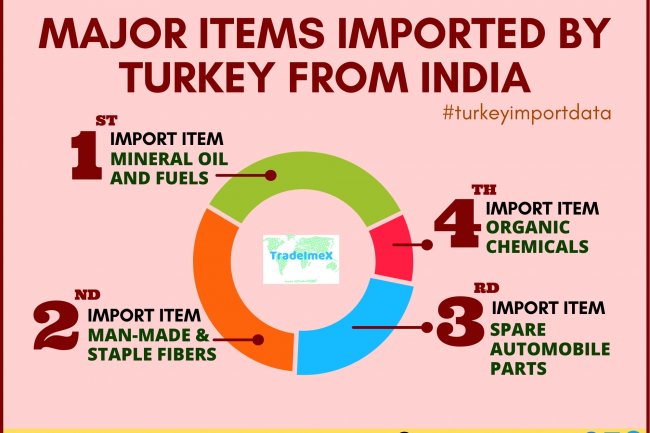 MAJOR ITEMS IMPORTED BY
TURKEY FROM INDIA
#turkeyimportdata
1ST
IMPORT ITEM
MINERAL OIL
AND FUELS
4TH
IMPORT ITEM
ORGANIC
CHEMICALS
TradeImeX
2ND
IMPORT ITEM
MAN-MADE &
STAPLE FIBERS
3RD
IMPORT ITEM
SPARE
AUTOMOBILE
PARTS